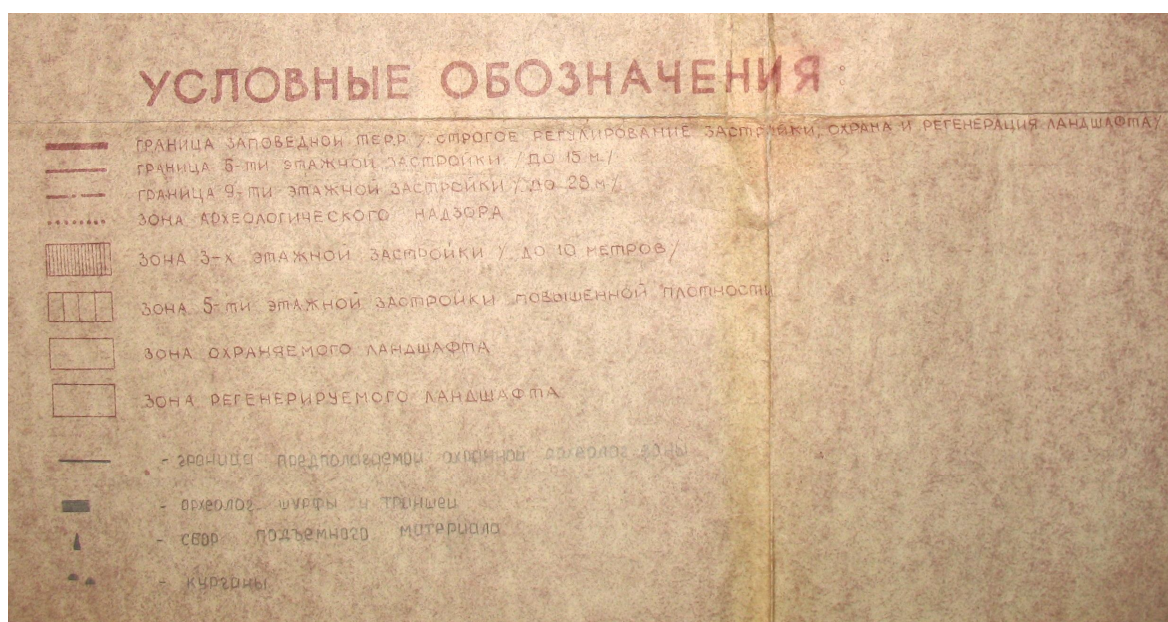 УСЛОВНЫЕ ОБОЗНАЧЕНИЯ
ГРАНИЦА ЗАПОВЕДНОЙ ТЕРР. / СТРОГОЕ РЕГУЛИРОВАНИЕ ЗАСТРОЙКИ, ОХРАНА И РЕГЕНЕРАЦИЯ ЛАНДШАФТА/
ГРАНИЦА 5-ТИ ЭТАЖНОЙ ЗАСТРОЙКИ /ДО 15 М./
ГРАНИЦА 9-ТИ ЭТАЖНОЙ ЗАСТРОЙКИ / ДО 28 М/
ЗОНА АРХЕОЛОГИЧЕСКОГО НАДЗОРА
ЗОНА 3-Х ЭТАЖНОЙ ЗАСТРОЙКИ / ДО 10 МЕТРОВ/
ЗОНА 5-ТИ ЭТАЖНОЙ ЗАСТРОЙКИ ПОВЫШЕННОЙ ПЛОТНОСТИ
ЗОНА ОХРАНЯЕМОГО ЛАНДШАФТА
ЗОНА РЕГЕНЕРИРУЕМОГО ЛАНДШАФТА
- граница предполагаемой охранной археолог. зоны
- археолог. шурфы и траншеи
- сбор подъемного материала
- курганы